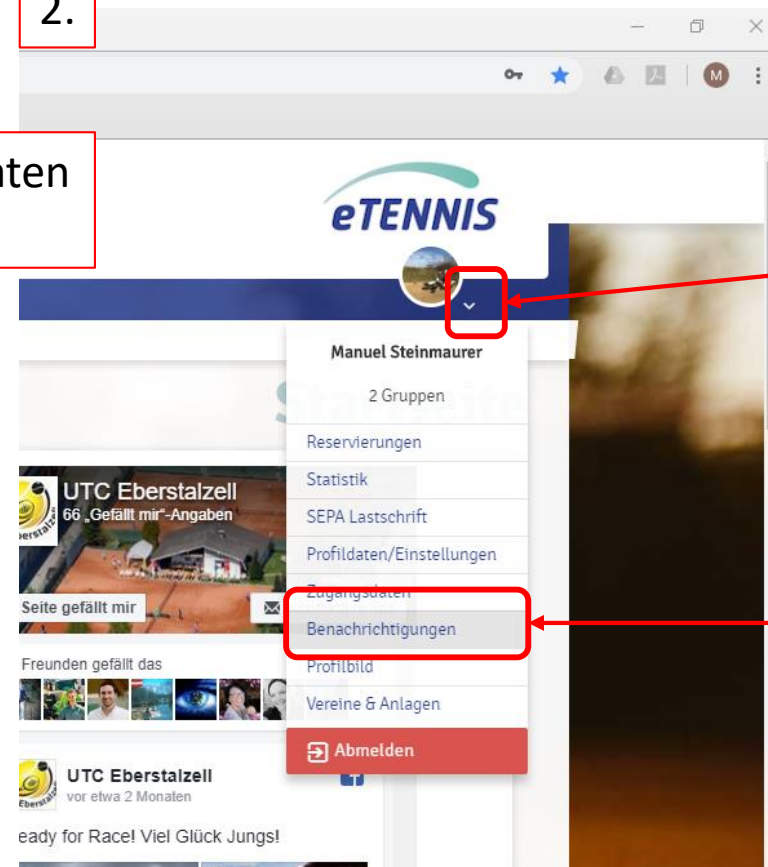 2.
M
eTENNIS
Manuel Steinmaurer
2 Gruppen
Reservierungen
Statistik
SEPA Lastschrift
Profildaten/Einstellungen
Zugangsdaten
Benachrichtigungen
Profilbild
Vereine & Anlagen
Abmelden
UTC Eberstalzell
66 „Gefällt mir“-Angaben
Seite gefällt mir
Freunden gefällt das
UTC Eberstalzell
vor etwa 2 Monaten
eady for Race! Viel Glück Jungs!